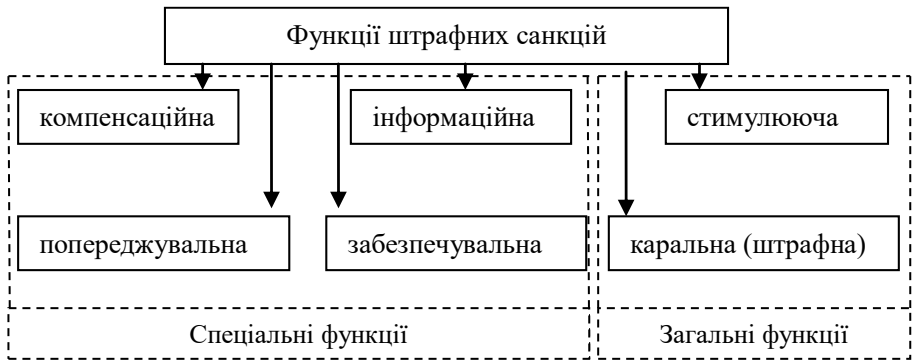 Функції штрафних санкцій
компенсаційна
інформаційна
стимулююча
попереджувальна
забезпечувальна
каральна (штрафна)
Спеціальні функції
Загальні функції